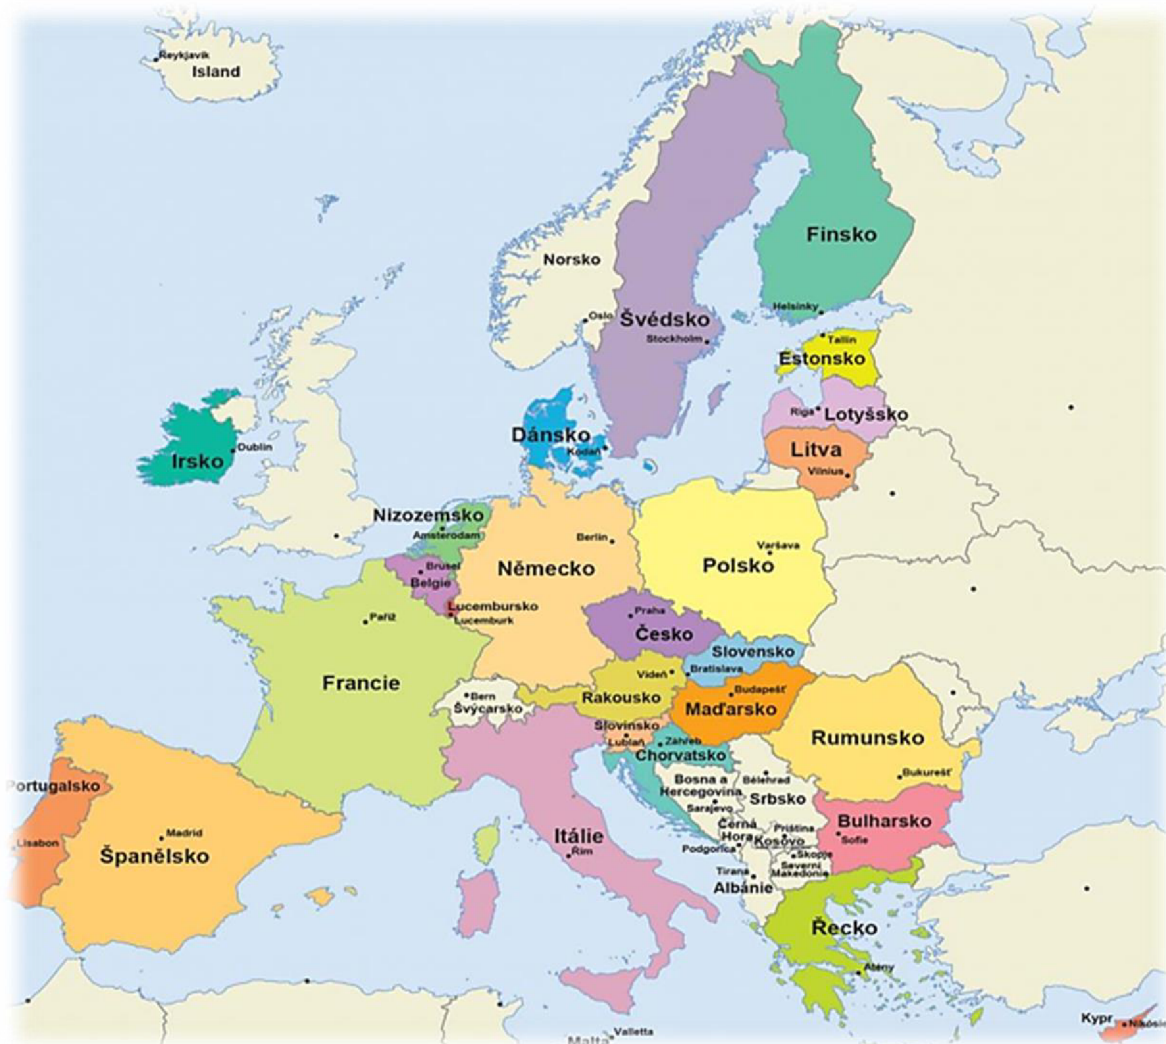 Reykjavík
Island
Finsko
Norsko
Helsinky
Oslo
Švédsko
Stockholm
Tallin
Estonsko
Riga
Lotyšsko
Dánsko
Kodaň
Litva
Vilnius
Dublin
Irsko
Nizozemsko
Amsterodam
Berlín
Varšava
Polsko
Německo
Brusel
Belgie
Lucembursko
Lucemburk
Paříž
Praha
Česko
Slovensko
Bratislava
Vídeň
Rakousko
Budapešť
Maďarsko
Francie
Bern
Švýcarsko
Slovinsko
Lublaň
Záhřeb
Chorvatsko
Rumunsko
Bukurešť
Bosna a
Hercegovina
Sarajevo
Bělehrad
Srbsko
Portugalsko
Lisabon
Madrid
Španělsko
Itálie
Řím
Černá
Hora
Podgorica
Priština
Kosovo
Bulharsko
Sofie
Skopje
Severní
Makedonie
Tirana
Albánie
Řecko
Atény
Kypr
Nikósie
Valletta
Malta